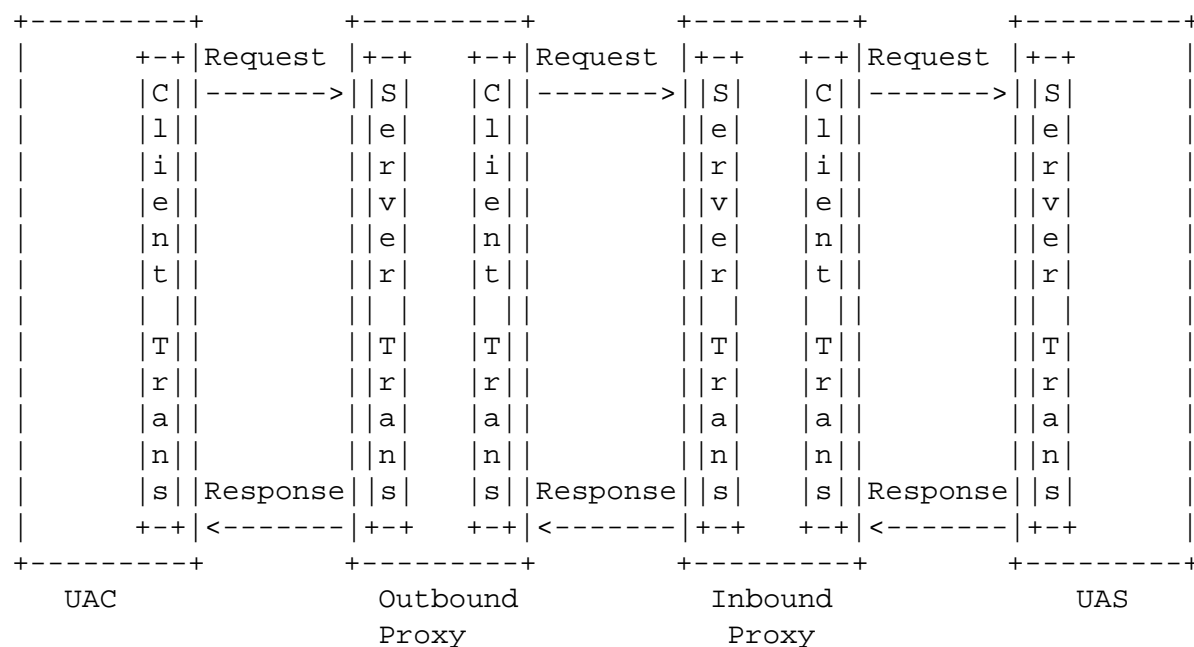 +---------+        +---------+        +---------+        +---------+
|      +-+|Request |+-+   +-+|Request |+-+   +-+|Request |+-+      |
|      |C||------->||S|   |C||------->||S|   |C||------->||S|      |
|      |l||        ||e|   |l||        ||e|   |l||        ||e|      |
|      |i||        ||r|   |i||        ||r|   |i||        ||r|      |
|      |e||        ||v|   |e||        ||v|   |e||        ||v|      |
|      |n||        ||e|   |n||        ||e|   |n||        ||e|      |
|      |t||        ||r|   |t||        ||r|   |t||        ||r|      |
|      | ||        || |   | ||        || |   | ||        || |      |
|      |T||        ||T|   |T||        ||T|   |T||        ||T|      |
|      |r||        ||r|   |r||        ||r|   |r||        ||r|      |
|      |a||        ||a|   |a||        ||a|   |a||        ||a|      |
|      |n||        ||n|   |n||        ||n|   |n||        ||n|      |
|      |s||Response||s|   |s||Response||s|   |s||Response||s|      |
|      +-+|<-------|+-+   +-+|<-------|+-+   +-+|<-------|+-+      |
+---------+        +---------+        +---------+        +---------+
   UAC               Outbound           Inbound              UAS
                     Proxy               Proxy